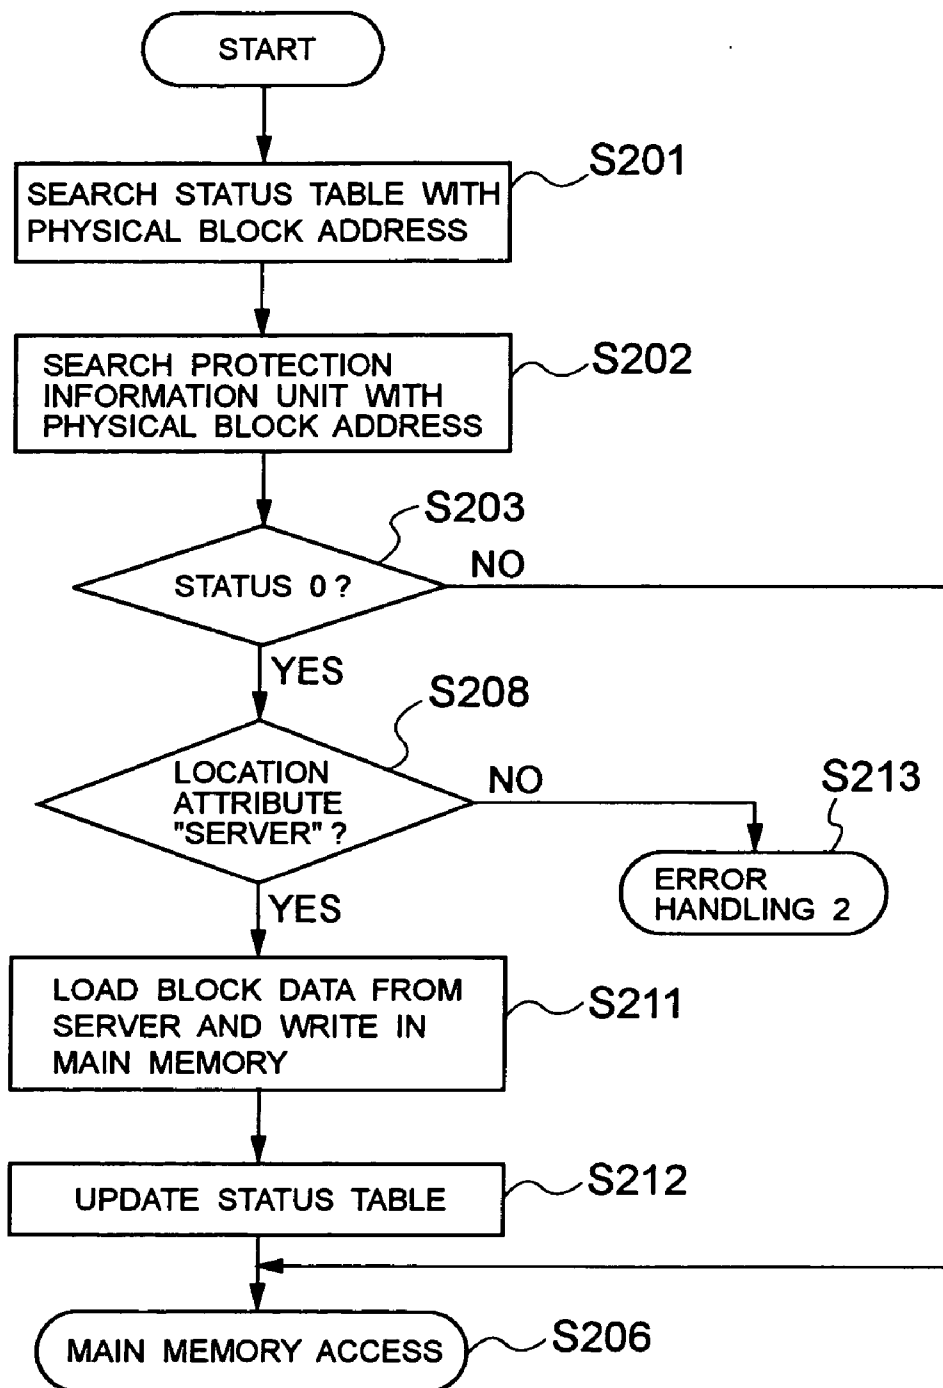 START
S201
SEARCH STATUS TABLE WITH
PHYSICAL BLOCK ADDRESS
S202
SEARCH PROTECTION
INFORMATION UNIT WITH
PHYSICAL BLOCK ADDRESS
S203
STATUS 0 ?
NO
YES
S208
LOCATION
ATTRIBUTE
"SERVER" ?
NO
S213
ERROR
HANDLING 2
YES
LOAD BLOCK DATA FROM
SERVER AND WRITE IN
MAIN MEMORY
S211
UPDATE STATUS TABLE
S212
MAIN MEMORY ACCESS
S206